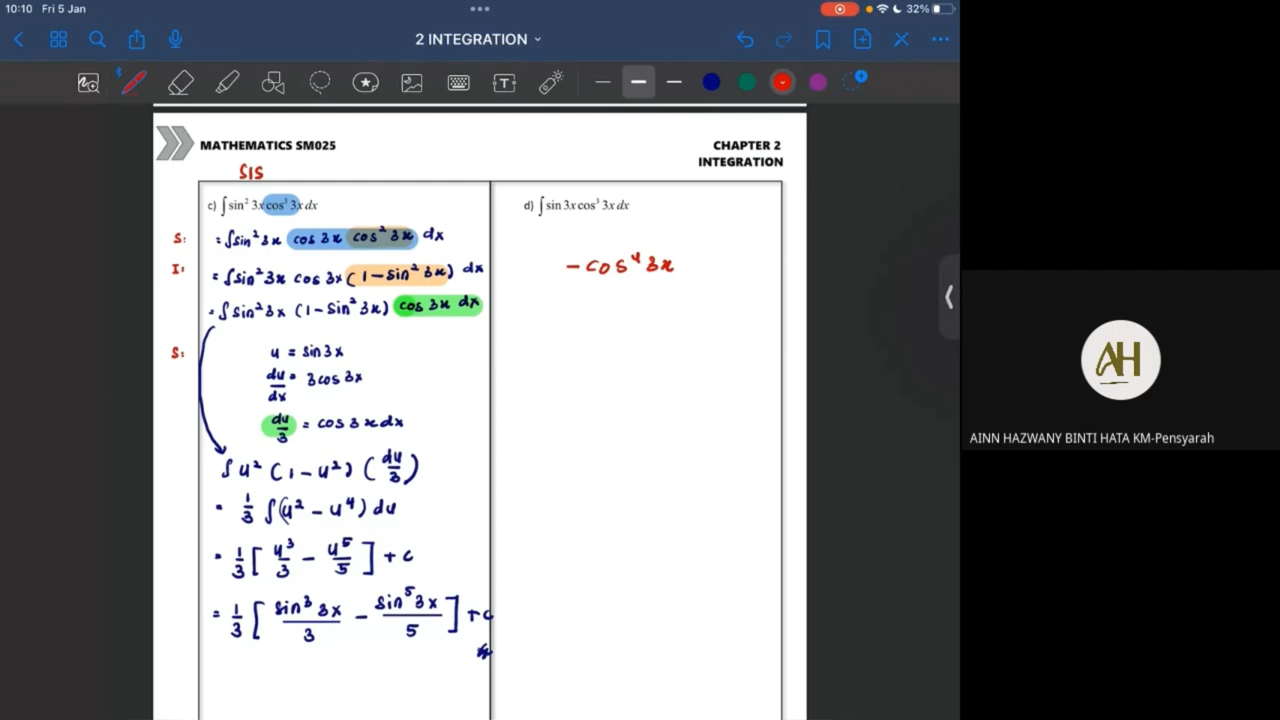 10:10 Fri 5 Jan
32%
2 INTEGRATION
MATHEMATICS SM025
CHAPTER 2
INTEGRATION
SIS
c) ∫ sin² 3x cos³ 3x dx
S: = ∫ sin² 3x cos 3x cos² 3x dx
I: = ∫ sin² 3x cos 3x (1 − sin² 3x) dx
= ∫ sin² 3x (1 − sin² 3x) cos 3x dx
S: u = sin 3x
du/dx = 3 cos 3x
du/3 = cos 3x dx
∫ u² (1 − u²) (du/3)
= 1/3 ∫ (u² − u⁴) du
= 1/3 [ u³/3 − u⁵/5 ] + c
= 1/3 [ sin³ 3x/3 − sin⁵ 3x/5 ] + c
d) ∫ sin 3x cos³ 3x dx
− cos⁴ 3x
AH
AINN HAZWANY BINTI HATA KM-Pensyarah